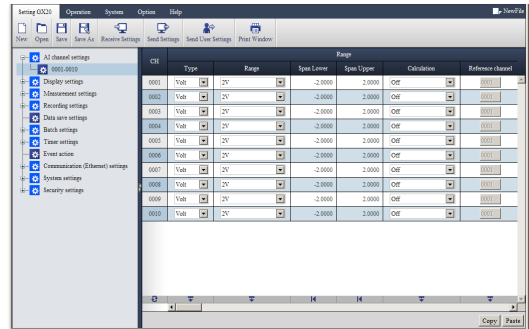 Setting GX20 Operation System Option Help NewFile
New Open Save Save As Receive Settings Send Settings Send User Settings Print Window
AI channel settings
0001-0010
Display settings
Measurement settings
Recording settings
Data save settings
Batch settings
Timer settings
Event action
Communication (Ethernet) settings
System settings
Security settings
CH Range
Type Range Span Lower Span Upper Calculation Reference channel
0001 Volt 2V -2.0000 2.0000 Off 0001
0002 Volt 2V -2.0000 2.0000 Off 0001
0003 Volt 2V -2.0000 2.0000 Off 0001
0004 Volt 2V -2.0000 2.0000 Off 0001
0005 Volt 2V -2.0000 2.0000 Off 0001
0006 Volt 2V -2.0000 2.0000 Off 0001
0007 Volt 2V -2.0000 2.0000 Off 0001
0008 Volt 2V -2.0000 2.0000 Off 0001
0009 Volt 2V -2.0000 2.0000 Off 0001
0010 Volt 2V -2.0000 2.0000 Off 0001
Copy Paste